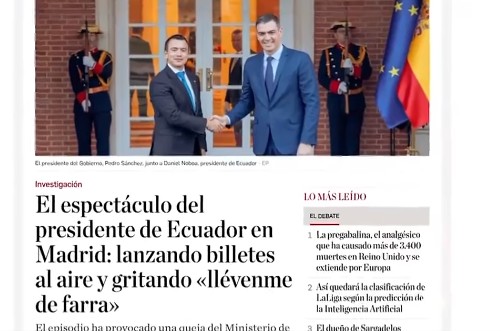 El presidente del Gobierno, Pedro Sánchez, junto a Daniel Noboa, presidente de Ecuador · EP
Investigación
El espectáculo del
presidente de Ecuador en
Madrid: lanzando billetes
al aire y gritando «llévenme
de farra»
El episodio ha provocado una queja del Ministerio de
LO MÁS LEÍDO
EL DEBATE
1 La pregabalina, el analgésico
que ha causado más de 3.400
muertes en Reino Unido y se
extiende por Europa
2 Así quedará la clasificación de
LaLiga según la predicción de
la Inteligencia Artificial
3 El dueño de Sargadelos